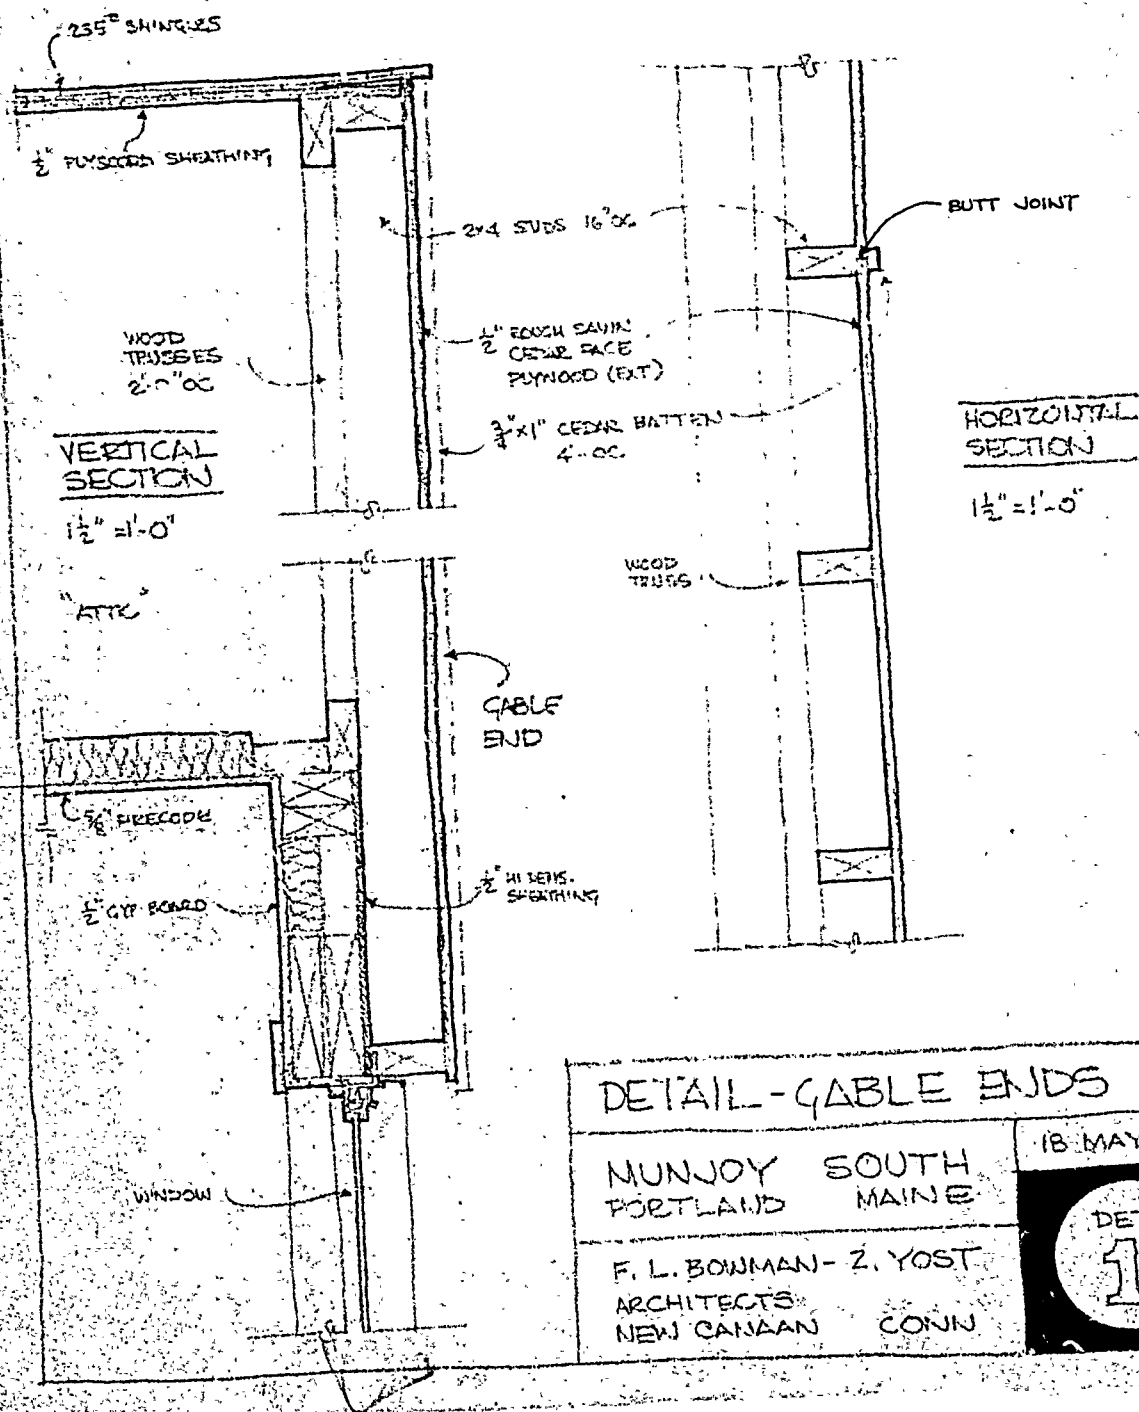 235# SHINGLES
1/2" PLYSCORD SHEATHING
2x4 STUDS 16"OC
BUTT JOINT
WOOD
TRUSSES
2'-0"OC
1/2" ROUGH SAWN
CEDAR FACE
PLYWOOD (EXT)
3/4"x1" CEDAR BATTEN
4'-OC
VERTICAL
SECTION
1 1/2" = 1'-0"
HORIZONTAL
SECTION
1 1/2" = 1'-0"
"ATTIC"
WOOD
TRUSS
GABLE
END
5/8" FIRECODE
1/2" GYP. BOARD
1/2" HI DENS.
SHEATHING
WINDOW
DETAIL - GABLE ENDS
MUNJOY SOUTH
PORTLAND MAINE
18 MAY
F. L. BOWMAN - Z. YOST
ARCHITECTS
NEW CANAAN CONN
DET
1